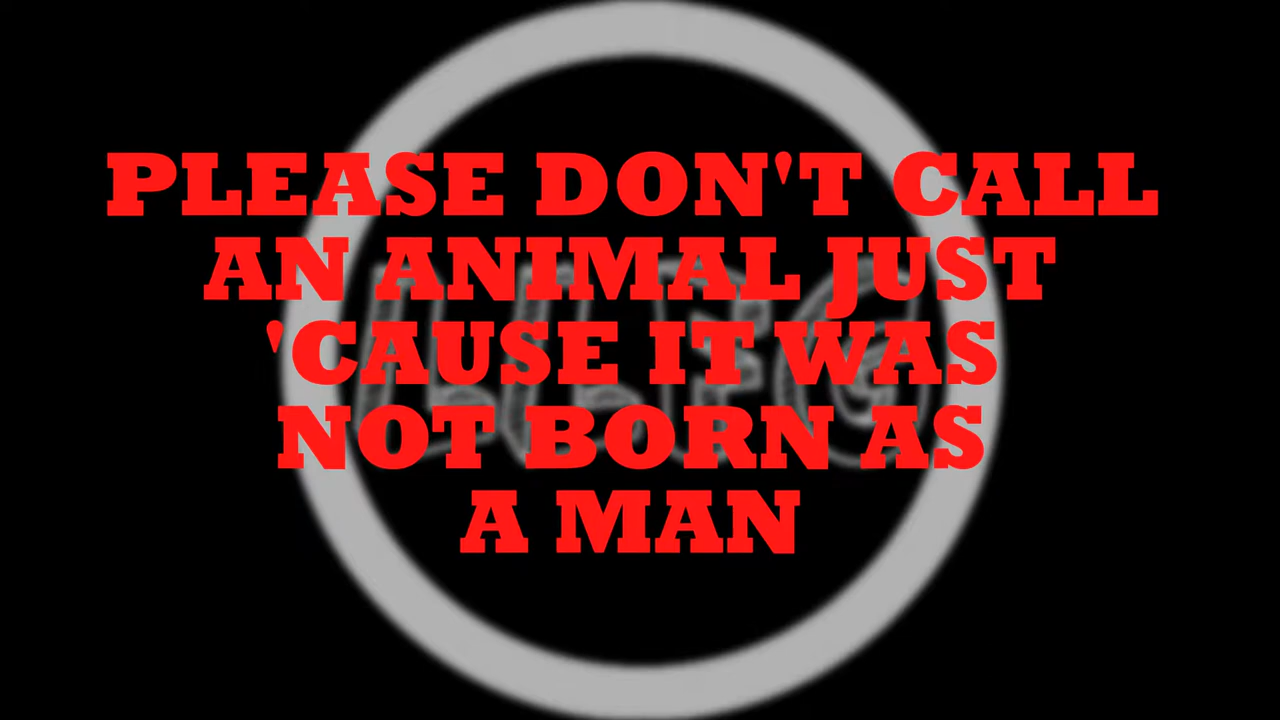 PLEASE DON'T CALL
AN ANIMAL JUST
'CAUSE IT WAS
NOT BORN AS
A MAN